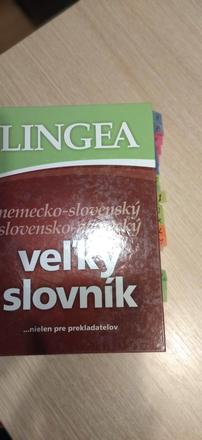 LINGEA
nemecko-slovenský
slovensko-
veľký
slovník
...nielen pre prekladateľov